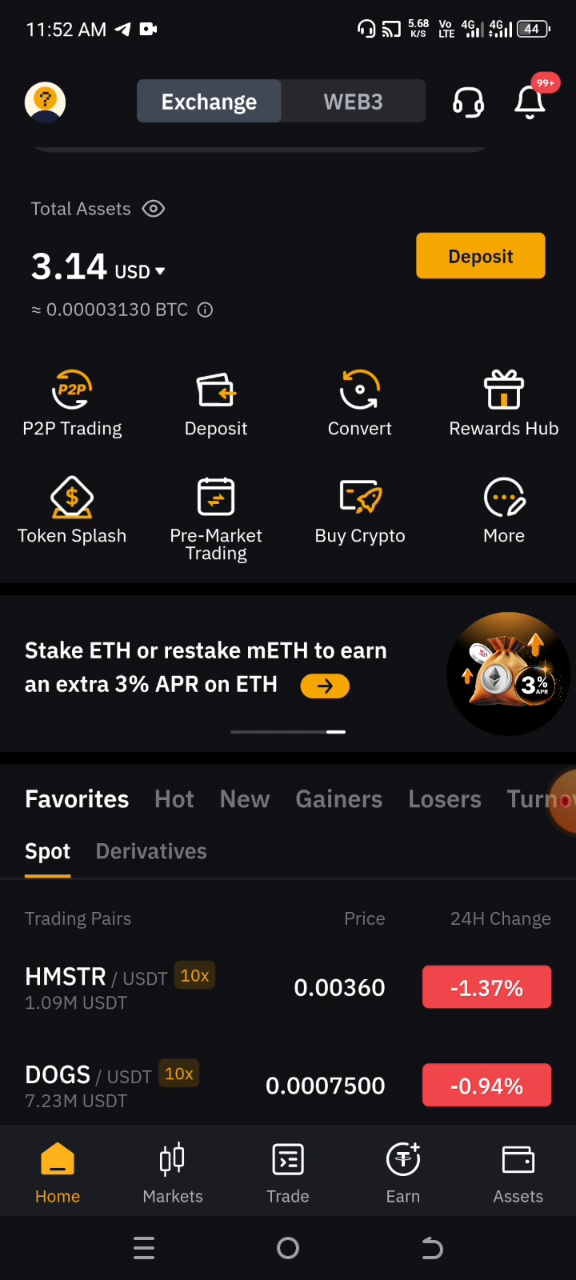 11:52 AM
5.68 K/S Vo LTE 4G 4G 44
Exchange WEB3 99+
Total Assets
3.14 USD
Deposit
≈ 0.00003130 BTC
P2P
P2P Trading Deposit Convert Rewards Hub
Token Splash Pre-Market Trading Buy Crypto More
Stake ETH or restake mETH to earn
an extra 3% APR on ETH
3% APR
Favorites Hot New Gainers Losers
Spot Derivatives
Trading Pairs Price 24H Change
HMSTR / USDT 10x 0.00360 -1.37%
1.09M USDT
DOGS / USDT 10x 0.0007500 -0.94%
7.23M USDT
Home Markets Trade Earn Assets